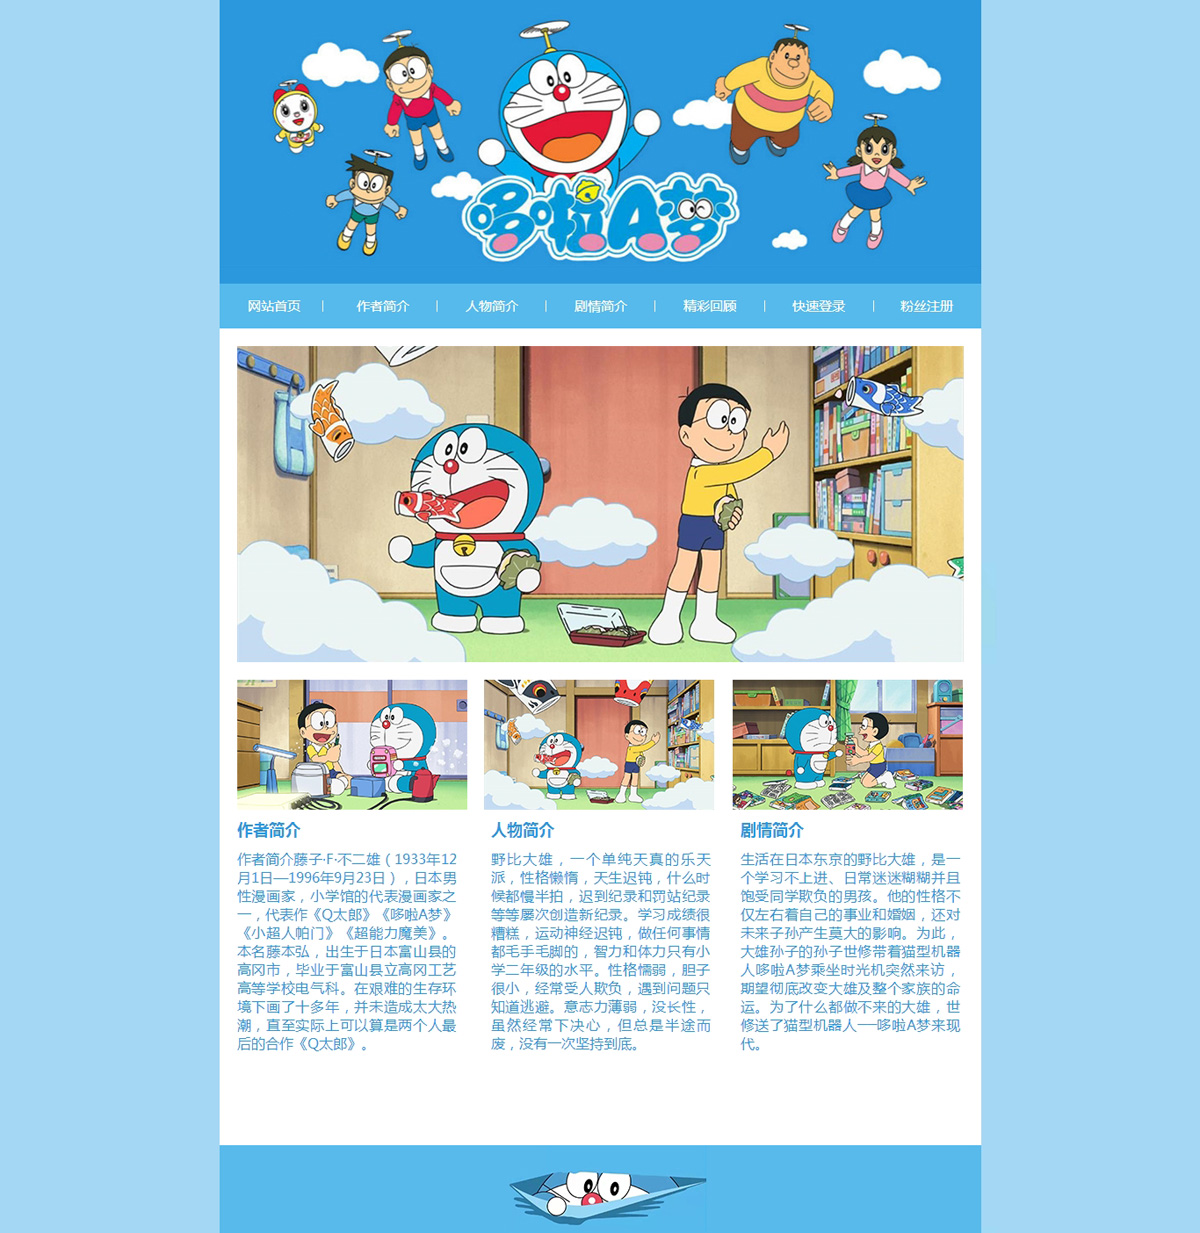 哆啦A梦
网站首页 作者简介 人物简介 剧情简介 精彩回顾 快速登录 粉丝注册
作者简介
作者简介藤子·F·不二雄（1933年12
月1日—1996年9月23日），日本男
性漫画家，小学馆的代表漫画家之
一，代表作《Q太郎》《哆啦A梦》
《小超人帕门》《超能力魔美》。
本名藤本弘，出生于日本富山县的
高冈市，毕业于富山县立高冈工艺
高等学校电气科。在艰难的生存环
境下画了十多年，并未造成太大热
潮，直至实际上可以算是两个人最
后的合作《Q太郎》。
人物简介
野比大雄，一个单纯天真的乐天
派，性格懒惰，天生迟钝，什么时
候都慢半拍，迟到纪录和罚站纪录
等等屡次创造新纪录。学习成绩很
糟糕，运动神经迟钝，做任何事情
都毛手毛脚的，智力和体力只有小
学二年级的水平。性格懦弱，胆子
很小，经常受人欺负，遇到问题只
知道逃避。意志力薄弱，没长性，
虽然经常下决心，但总是半途而
废，没有一次坚持到底。
剧情简介
生活在日本东京的野比大雄，是一
个学习不上进、日常迷迷糊糊并且
饱受同学欺负的男孩。他的性格不
仅左右着自己的事业和婚姻，还对
未来子孙产生莫大的影响。为此，
大雄孙子的孙子世修带着猫型机器
人哆啦A梦乘坐时光机突然来访，
期望彻底改变大雄及整个家族的命
运。为了什么都做不来的大雄，世
修送了猫型机器人──哆啦A梦来现
代。